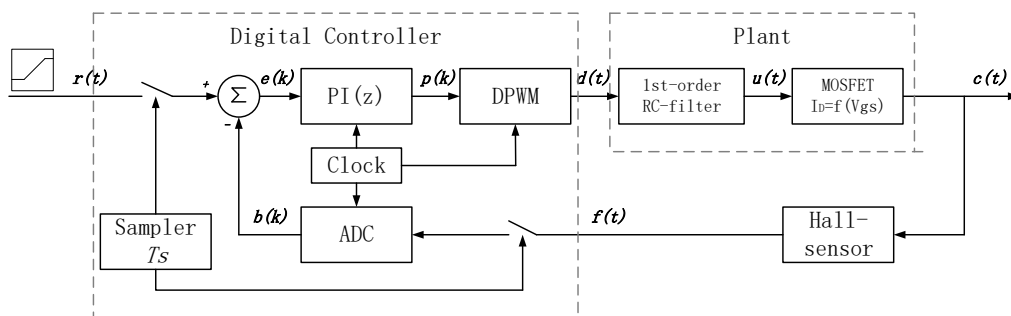 Digital Controller
Plant
r(t)
+
-
Σ
e(k)
PI(z)
p(k)
DPWM
d(t)
1st-order
RC-filter
u(t)
MOSFET
ID=f(Vgs)
c(t)
Clock
Sampler
Ts
b(k)
ADC
f(t)
Hall-
sensor